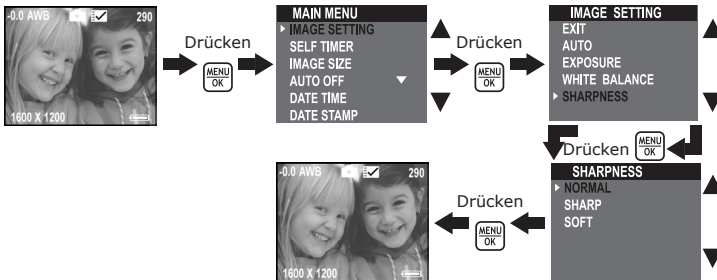 -0.0 AWB 290
1600 X 1200
Drücken
MENU
OK
MAIN MENU
IMAGE SETTING
SELF TIMER
IMAGE SIZE
AUTO OFF
DATE TIME
DATE STAMP
Drücken
MENU
OK
IMAGE SETTING
EXIT
AUTO
EXPOSURE
WHITE BALANCE
SHARPNESS
Drücken
MENU
OK
SHARPNESS
NORMAL
SHARP
SOFT
Drücken
MENU
OK
-0.0 AWB 290
1600 X 1200